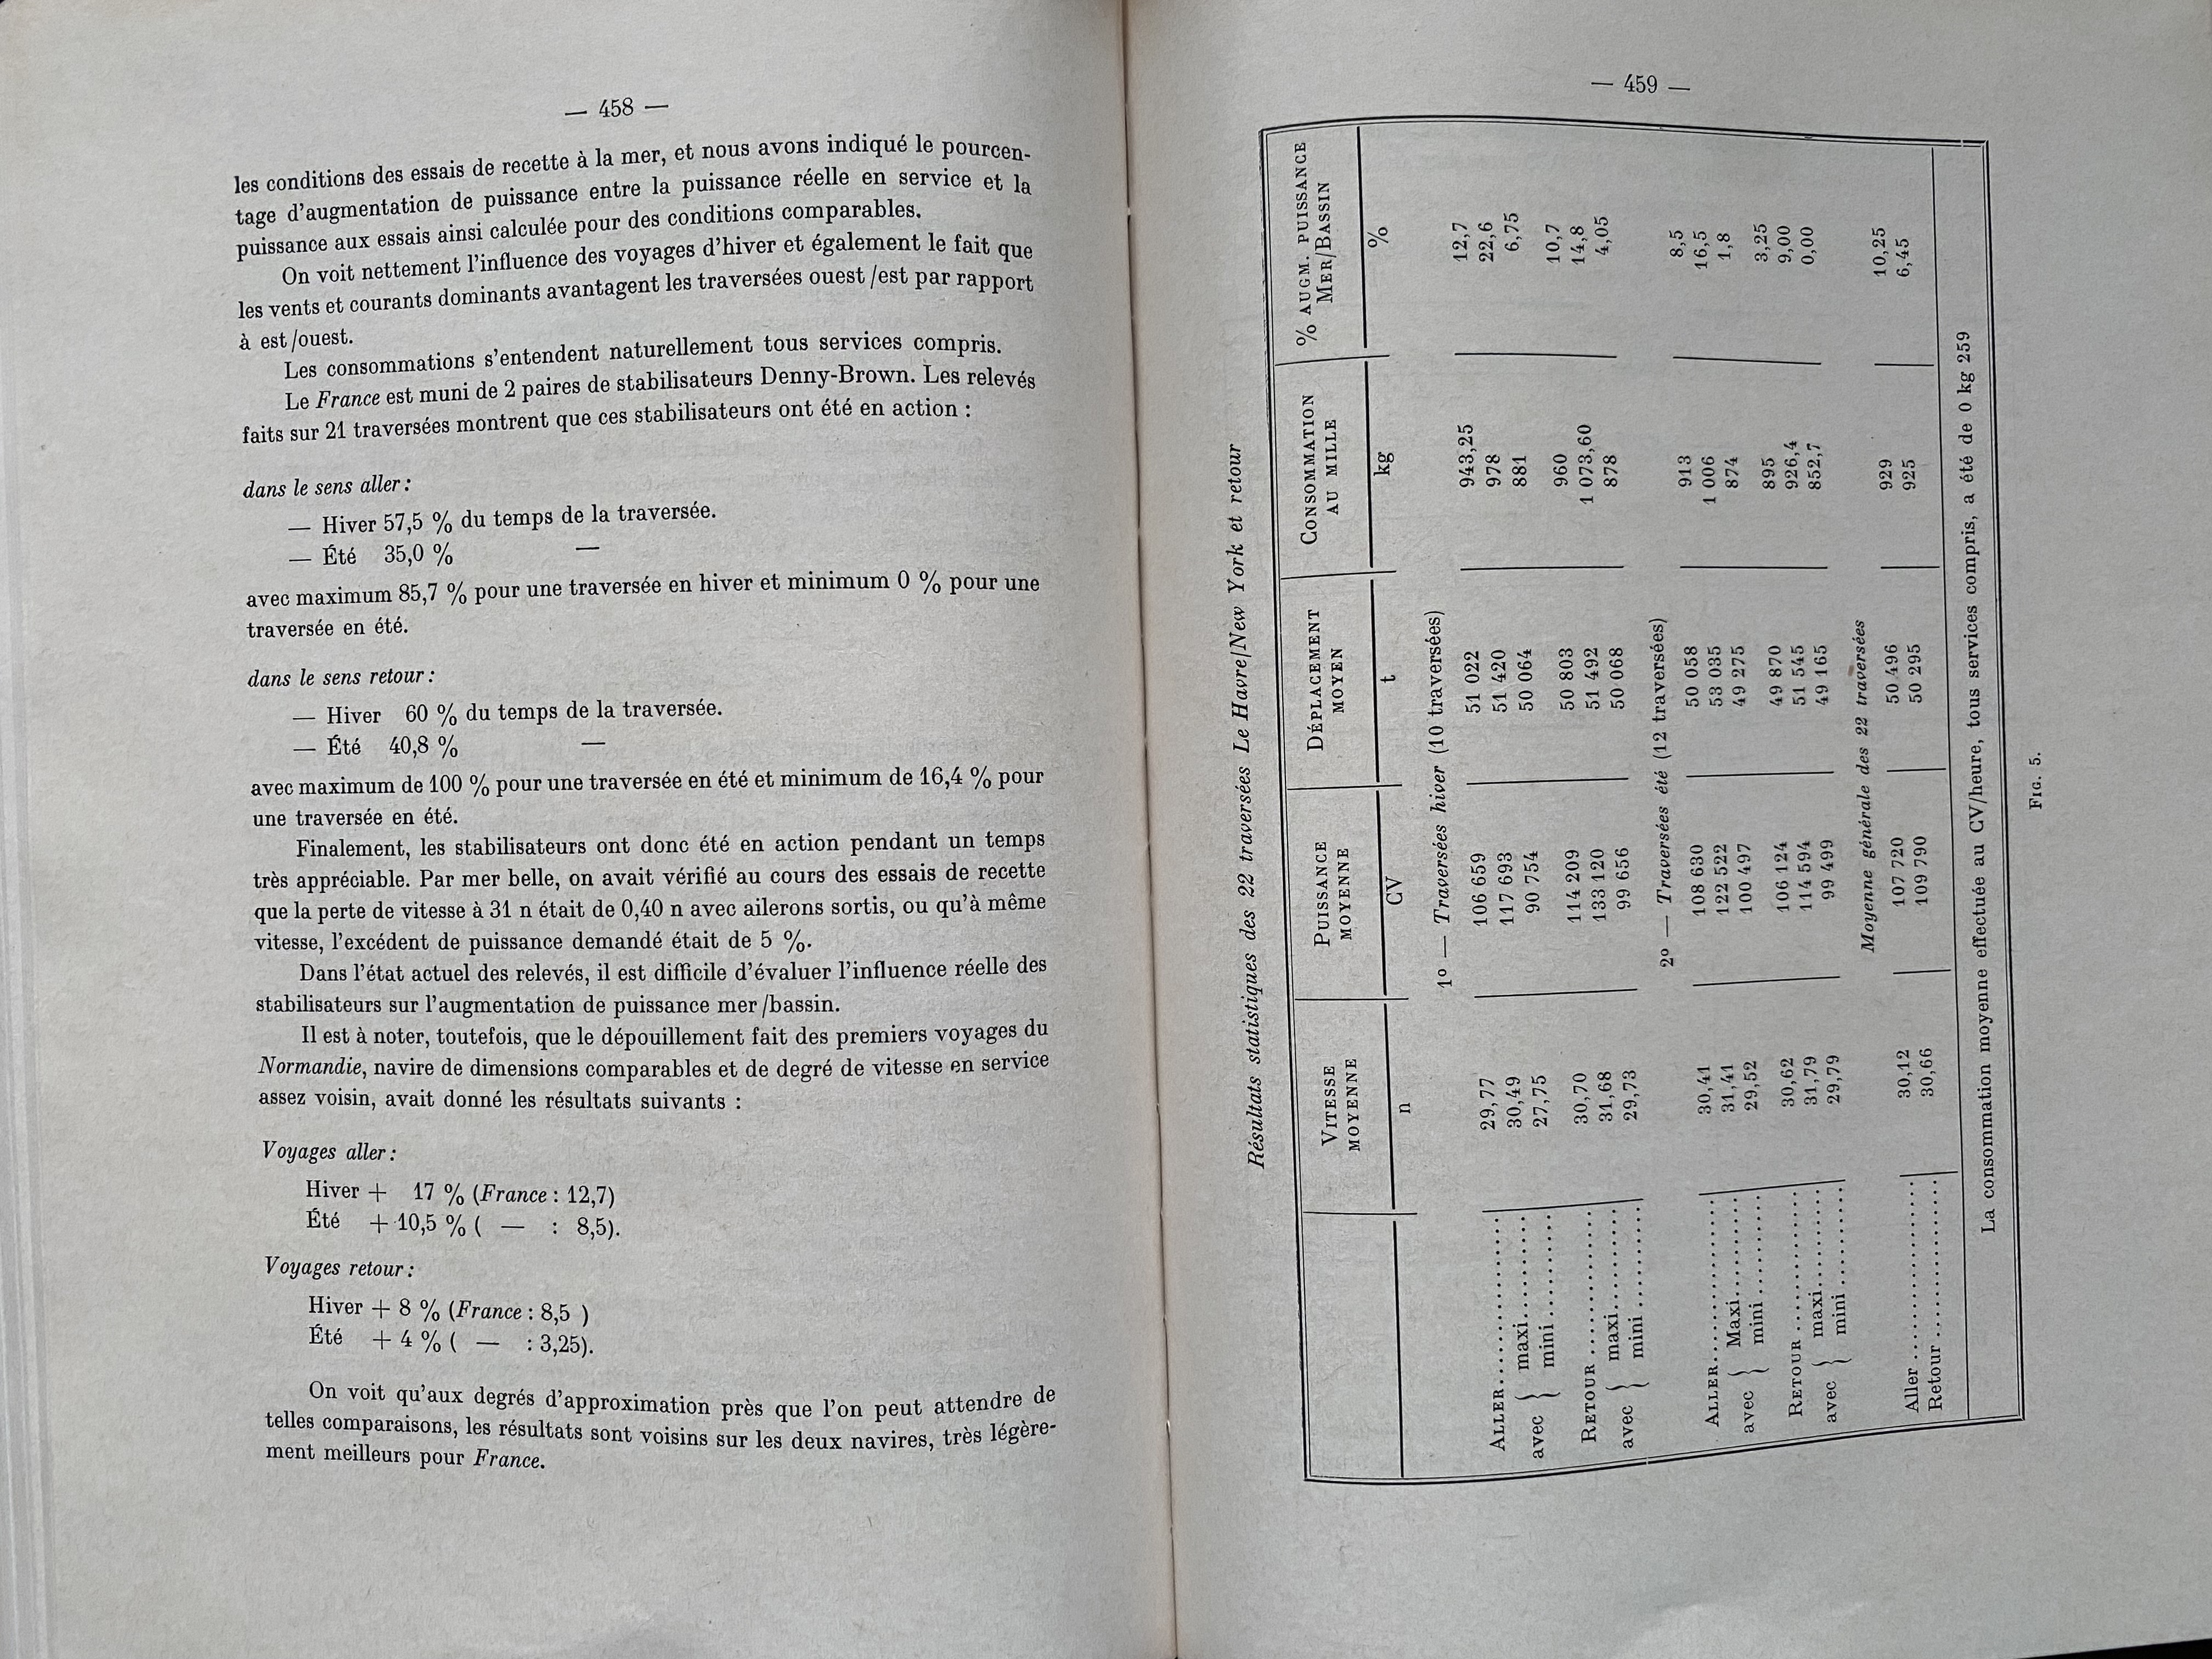 — 458 —
les conditions des essais de recette à la mer, et nous avons indiqué le pourcen-
tage d'augmentation de puissance entre la puissance réelle en service et la
puissance aux essais ainsi calculée pour des conditions comparables.
On voit nettement l'influence des voyages d'hiver et également le fait que
les vents et courants dominants avantagent les traversées ouest/est par rapport
à est/ouest.
Les consommations s'entendent naturellement tous services compris.
Le France est muni de 2 paires de stabilisateurs Denny-Brown. Les relevés
faits sur 21 traversées montrent que ces stabilisateurs ont été en action :
dans le sens aller :
— Hiver 57,5 % du temps de la traversée.
— Été 35,0 % —
avec maximum 85,7 % pour une traversée en hiver et minimum 0 % pour une
traversée en été.
dans le sens retour :
— Hiver 60 % du temps de la traversée.
— Été 40,8 % —
avec maximum de 100 % pour une traversée en été et minimum de 16,4 % pour
une traversée en été.
Finalement, les stabilisateurs ont donc été en action pendant un temps
très appréciable. Par mer belle, on avait vérifié au cours des essais de recette
que la perte de vitesse à 31 n était de 0,40 n avec ailerons sortis, ou qu'à même
vitesse, l'excédent de puissance demandé était de 5 %.
Dans l'état actuel des relevés, il est difficile d'évaluer l'influence réelle des
stabilisateurs sur l'augmentation de puissance mer/bassin.
Il est à noter, toutefois, que le dépouillement fait des premiers voyages du
Normandie, navire de dimensions comparables et de degré de vitesse en service
assez voisin, avait donné les résultats suivants :
Voyages aller :
Hiver + 17 % (France : 12,7)
Été + 10,5 % ( — : 8,5).
Voyages retour :
Hiver + 8 % (France : 8,5 )
Été + 4 % ( — : 3,25).
On voit qu'aux degrés d'approximation près que l'on peut attendre de
telles comparaisons, les résultats sont voisins sur les deux navires, très légère-
ment meilleurs pour France.
— 459 —
Résultats statistiques des 22 traversées Le Havre/New York et retour
VITESSE MOYENNE PUISSANCE MOYENNE DÉPLACEMENT MOYEN CONSOMMATION AU MILLE % AUGM. PUISSANCE MER/BASSIN
n CV t kg %
1º — Traversées hiver (10 traversées)
ALLER 29,77 106 659 51 022 943,25 12,7
avec { maxi 30,49 117 693 51 420 978 22,6
mini 27,75 90 754 50 064 881 6,75
RETOUR 30,70 114 209 50 803 960 10,7
avec { maxi 31,68 133 120 51 492 1 073,60 14,8
mini 29,73 99 656 50 068 878 4,05
2º — Traversées été (12 traversées)
ALLER 30,41 108 630 50 058 913 8,5
avec { Maxi 31,41 122 522 53 035 1 006 16,5
mini 29,52 100 497 49 275 874 1,8
RETOUR 30,62 106 124 49 870 895 3,25
avec { maxi 31,79 114 594 51 545 926,4 9,00
mini 29,79 99 499 49 165 852,7 0,00
Moyenne générale des 22 traversées
Aller 30,12 107 720 50 496 929 10,25
Retour 30,66 109 790 50 295 925 6,45
La consommation moyenne effectuée au CV/heure, tous services compris, a été de 0 kg 259
FIG. 5.